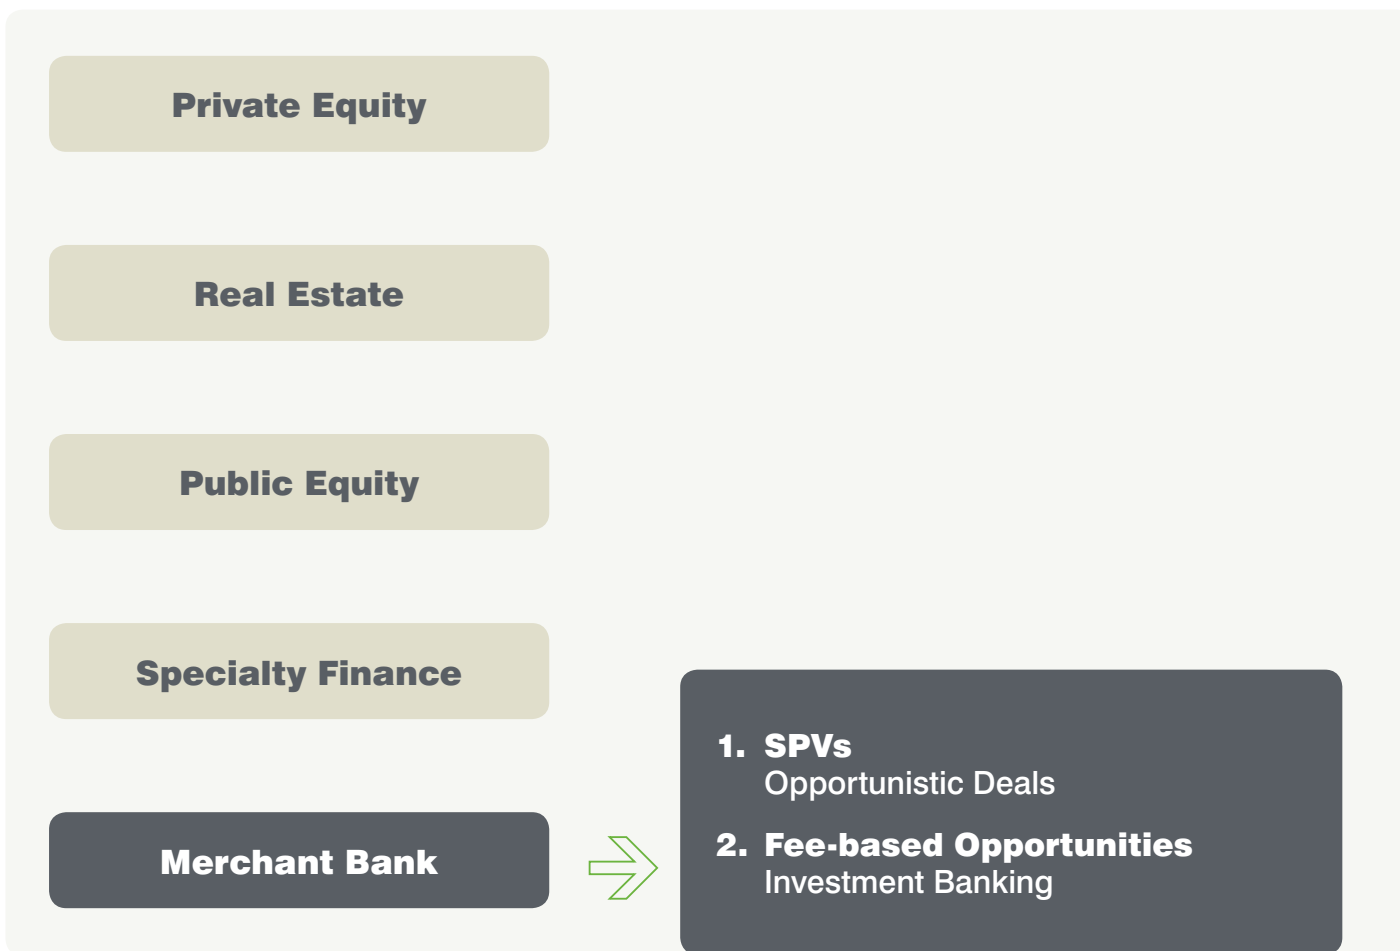 Private Equity
Real Estate
Public Equity
Specialty Finance
Merchant Bank
1. SPVs
Opportunistic Deals
2. Fee-based Opportunities
Investment Banking